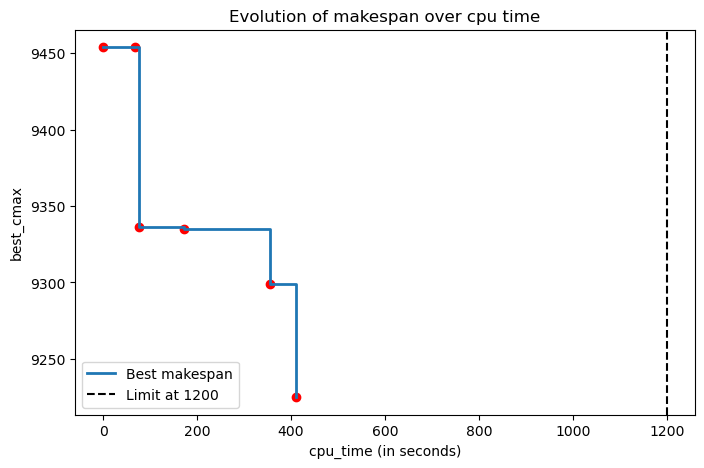 Evolution of makespan over cpu time
best_cmax
9450
9400
9350
9300
9250
Best makespan
Limit at 1200
0
200
400
600
800
1000
1200
cpu_time (in seconds)